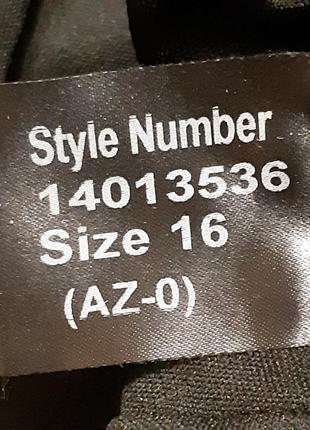 Style Number
14013536
Size 16
(AZ-0)